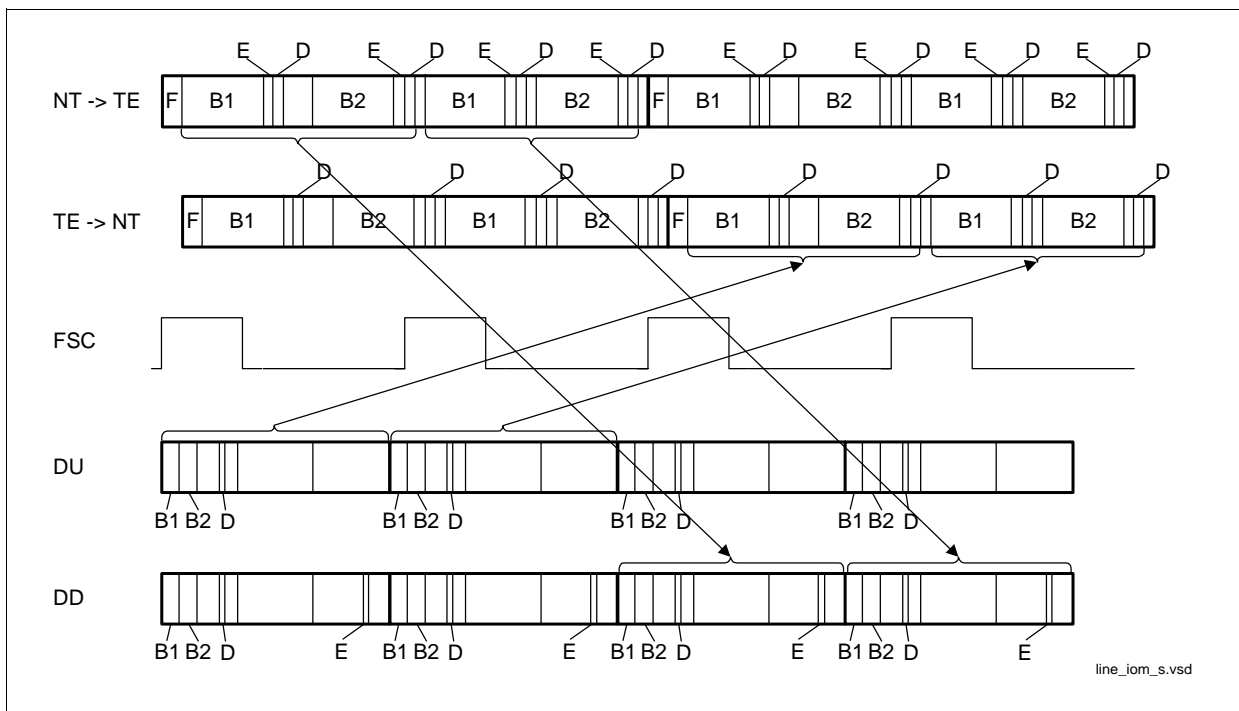 E D E D E D E D E D E D E D E D
NT -> TE F B1 B2 B1 B2 F B1 B2 B1 B2
D D D D D D D D
TE -> NT F B1 B2 B1 B2 F B1 B2 B1 B2
FSC
DU
B1 B2 D B1 B2 D B1 B2 D B1 B2 D
DD
B1 B2 D E B1 B2 D E B1 B2 D E B1 B2 D E
line_iom_s.vsd